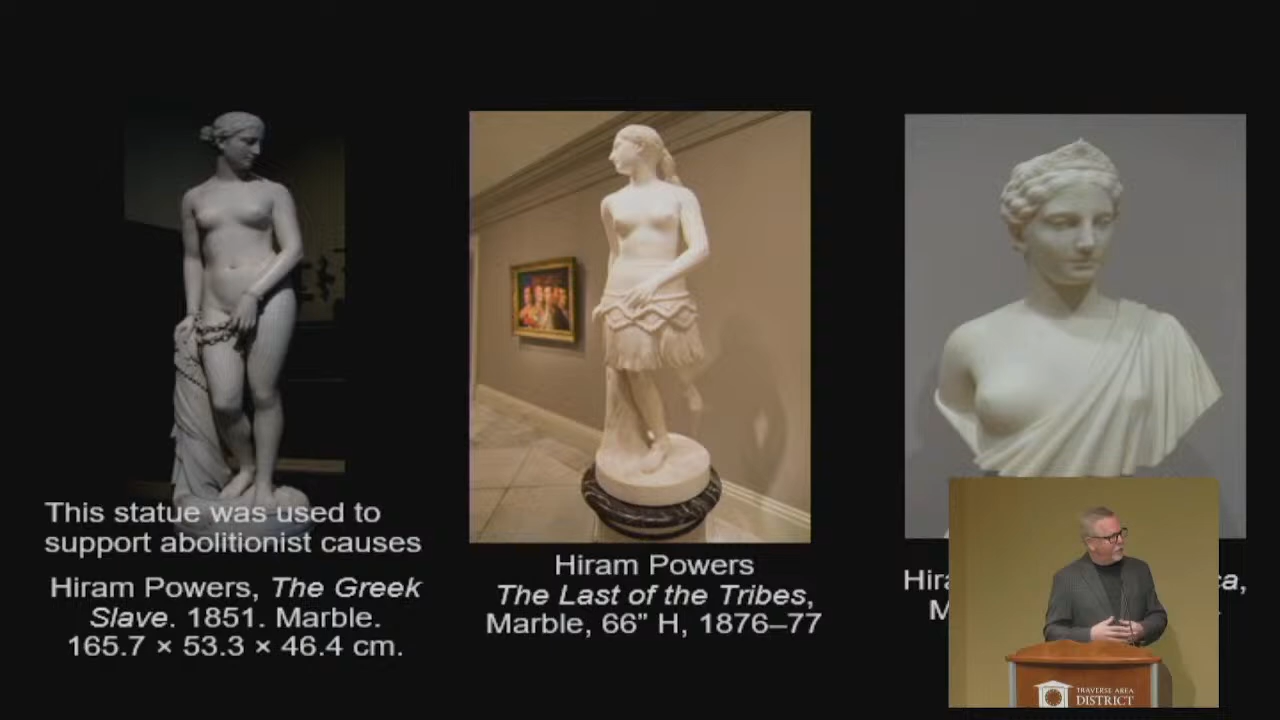 This statue was used to
support abolitionist causes
Hiram Powers, The Greek
Slave. 1851. Marble.
165.7 × 53.3 × 46.4 cm.
Hiram Powers
The Last of the Tribes,
Marble, 66" H, 1876–77
TRAVERSE AREA
DISTRICT